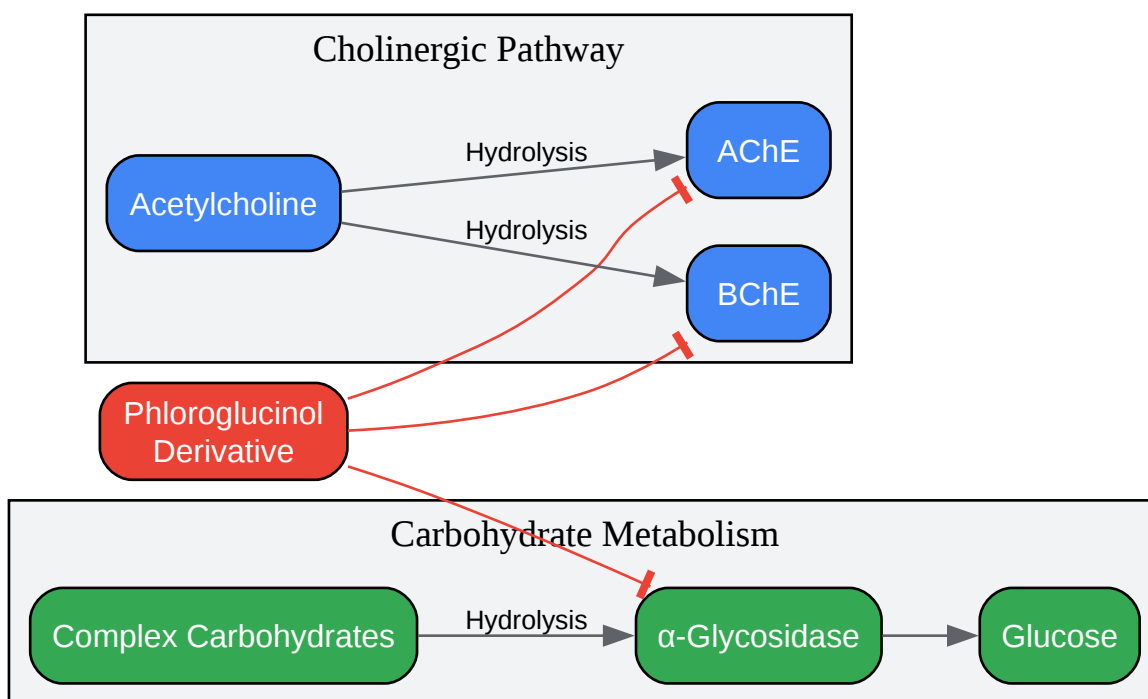 Cholinergic Pathway
Hydrolysis
AChE
Acetylcholine
Hydrolysis
BChE
Phloroglucinol
Derivative
Carbohydrate Metabolism
Complex Carbohydrates
Hydrolysis
α-Glycosidase
Glucose